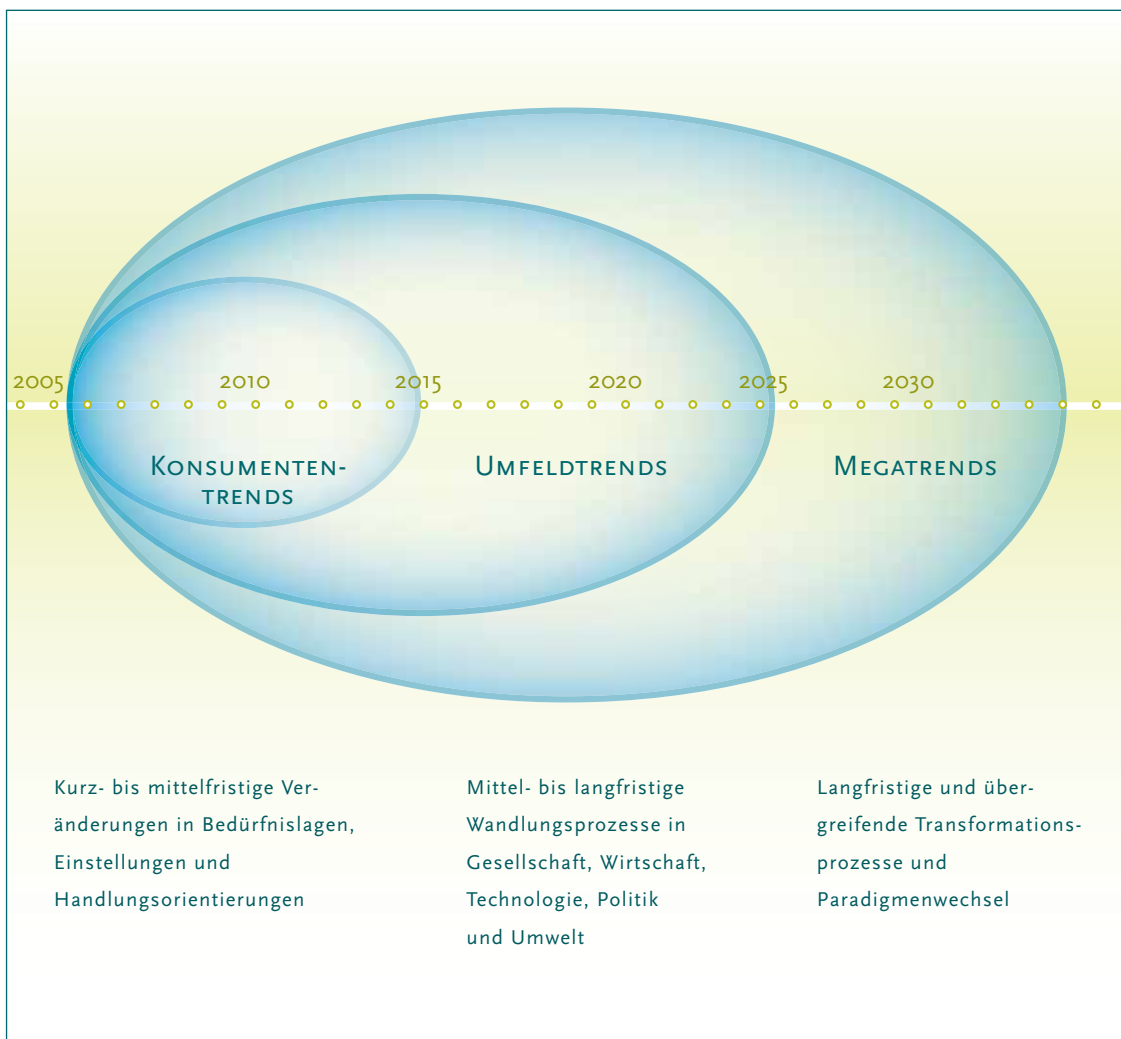 2005 2010 2015 2020 2025 2030
KONSUMENTEN-
TRENDS
UMFELDTRENDS
MEGATRENDS
Kurz- bis mittelfristige Ver-
änderungen in Bedürfnislagen,
Einstellungen und
Handlungsorientierungen
Mittel- bis langfristige
Wandlungsprozesse in
Gesellschaft, Wirtschaft,
Technologie, Politik
und Umwelt
Langfristige und über-
greifende Transformations-
prozesse und
Paradigmenwechsel